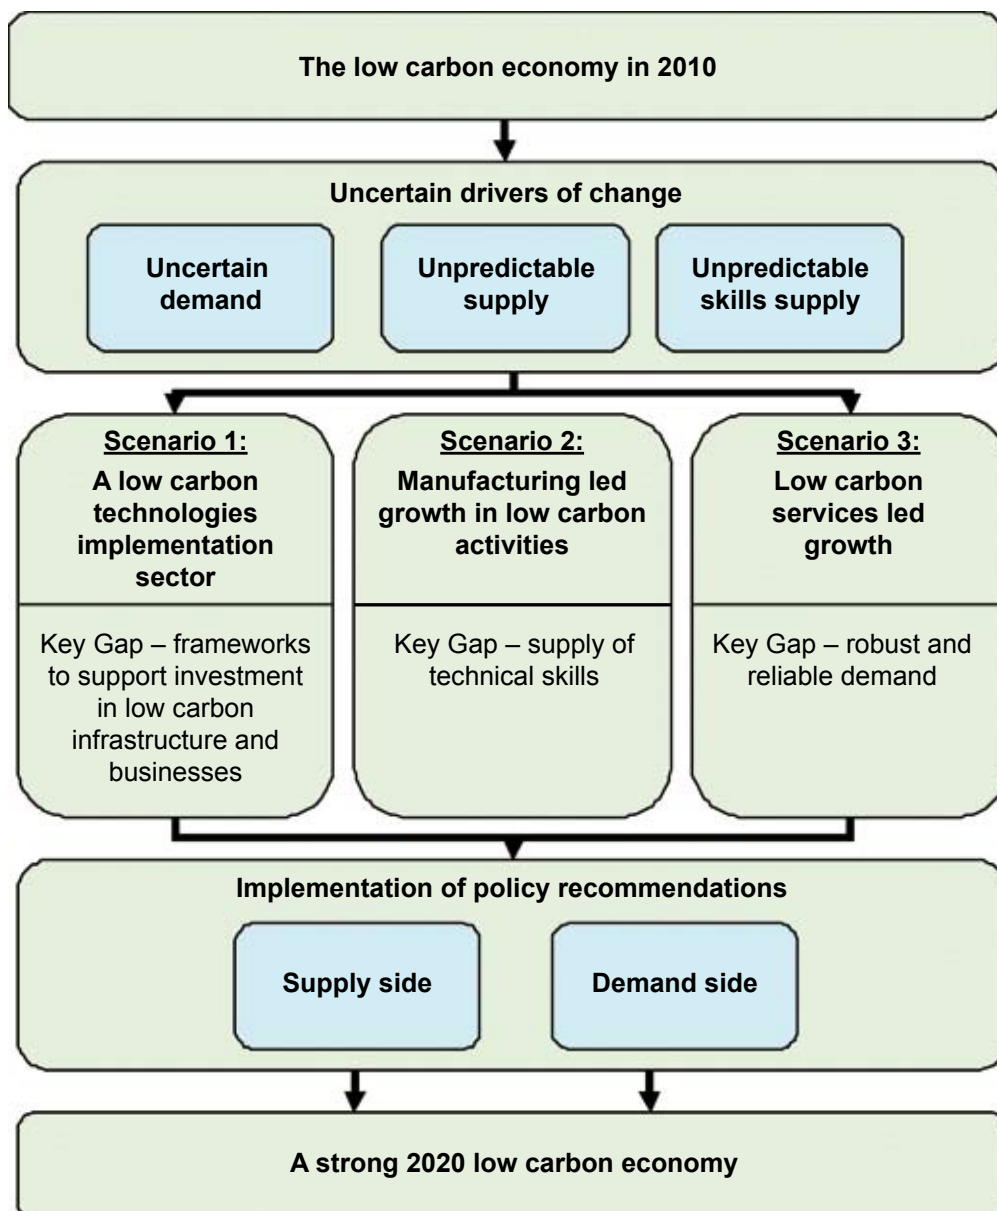 The low carbon economy in 2010
Uncertain drivers of change
Uncertain
demand
Unpredictable
supply
Unpredictable
skills supply
Scenario 1:
A low carbon
technologies
implementation
sector
Key Gap – frameworks
to support investment
in low carbon
infrastructure and
businesses
Scenario 2:
Manufacturing led
growth in low carbon
activities
Key Gap – supply of
technical skills
Scenario 3:
Low carbon
services led
growth
Key Gap – robust and
reliable demand
Implementation of policy recommendations
Supply side
Demand side
A strong 2020 low carbon economy